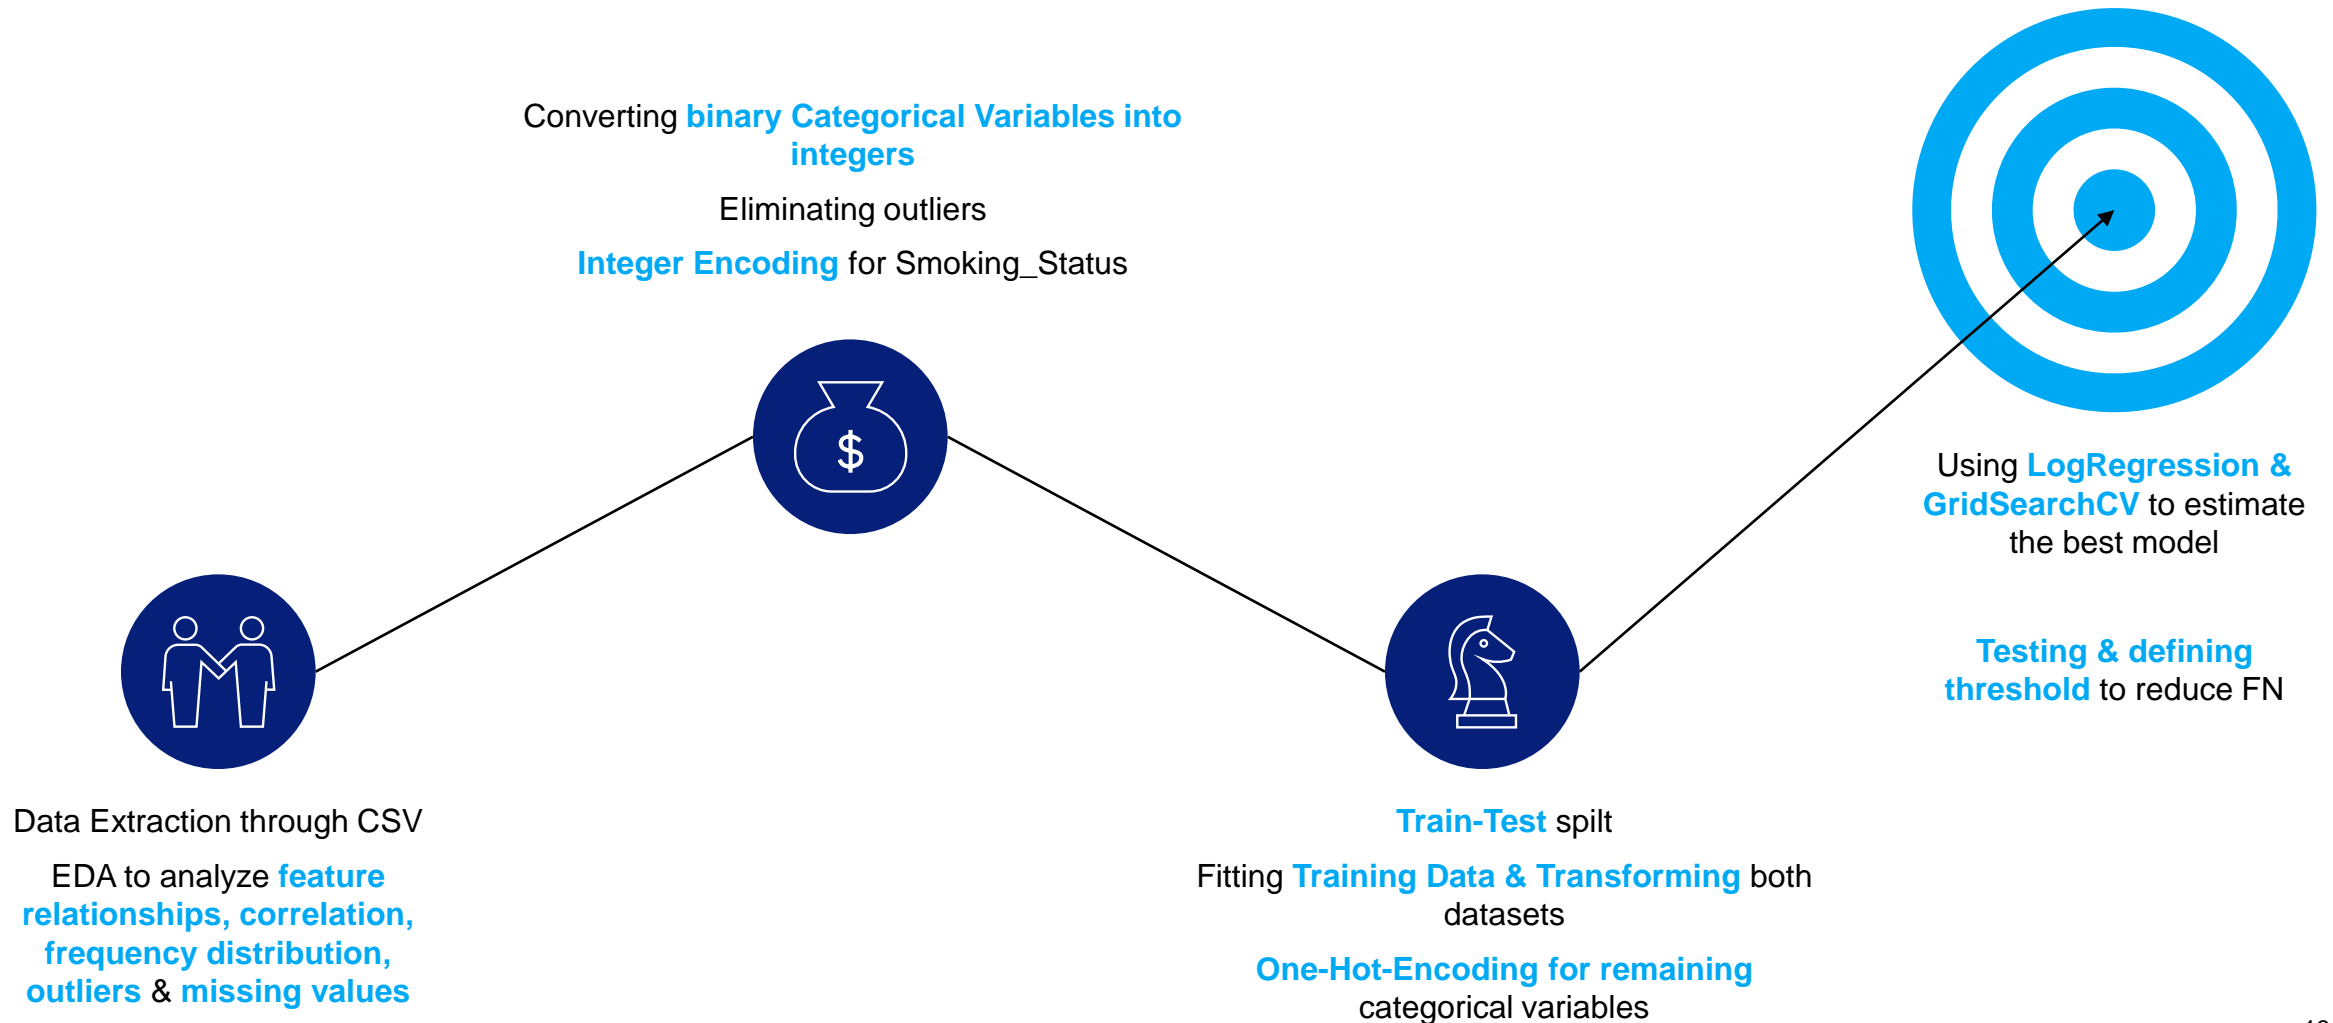 Converting binary Categorical Variables into
integers
Eliminating outliers
Integer Encoding for Smoking_Status
$
Using LogRegression &
GridSearchCV to estimate
the best model
Testing & defining
threshold to reduce FN
Data Extraction through CSV
EDA to analyze feature
relationships, correlation,
frequency distribution,
outliers & missing values
Train-Test spilt
Fitting Training Data & Transforming both
datasets
One-Hot-Encoding for remaining
categorical variables